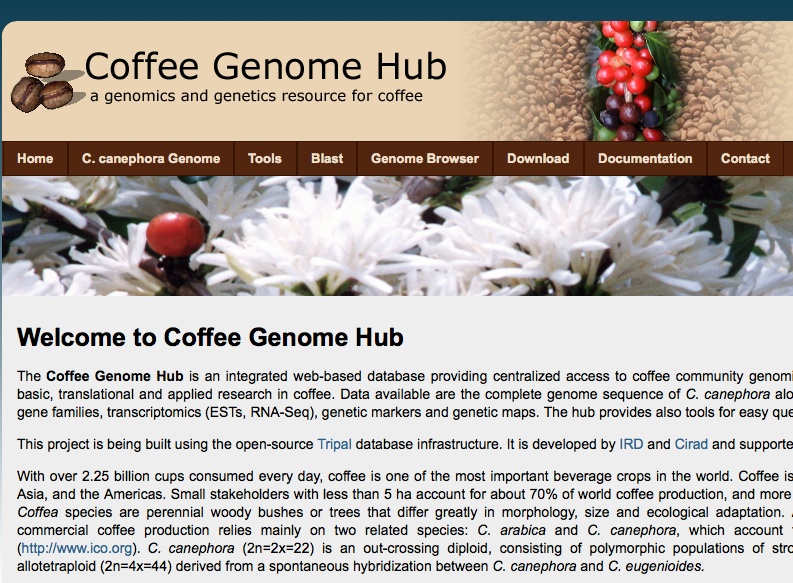 Coffee Genome Hub
a genomics and genetics resource for coffee
Home C. canephora Genome Tools Blast Genome Browser Download Documentation Contact
Welcome to Coffee Genome Hub
The Coffee Genome Hub is an integrated web-based database providing centralized access to coffee community genomi
basic, translational and applied research in coffee. Data available are the complete genome sequence of C. canephora alo
gene families, transcriptomics (ESTs, RNA-Seq), genetic markers and genetic maps. The hub provides also tools for easy que
This project is being built using the open-source Tripal database infrastructure. It is developed by IRD and Cirad and supporte
With over 2.25 billion cups consumed every day, coffee is one of the most important beverage crops in the world. Coffee is
Asia, and the Americas. Small stakeholders with less than 5 ha account for about 70% of world coffee production, and more
Coffea species are perennial woody bushes or trees that differ greatly in morphology, size and ecological adaptation.
commercial coffee production relies mainly on two related species: C. arabica and C. canephora, which account
(http://www.ico.org). C. canephora (2n=2x=22) is an out-crossing diploid, consisting of polymorphic populations of stro
allotetraploid (2n=4x=44) derived from a spontaneous hybridization between C. canephora and C. eugenioides.